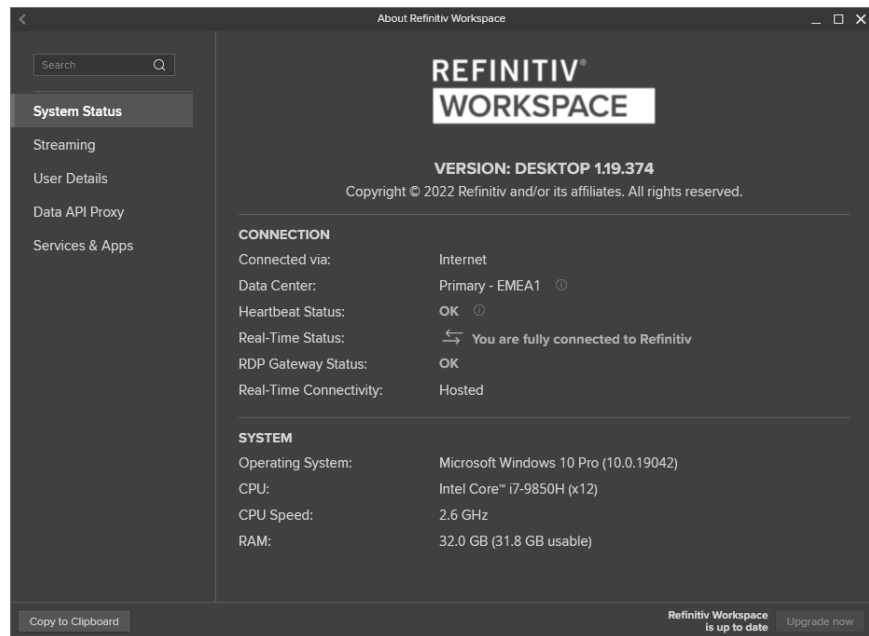 About Refinitiv Workspace
Search
System Status
Streaming
User Details
Data API Proxy
Services & Apps
REFINITIV®
WORKSPACE
VERSION: DESKTOP 1.19.374
Copyright © 2022 Refinitiv and/or its affiliates. All rights reserved.
CONNECTION
Connected via: Internet
Data Center: Primary - EMEA1
Heartbeat Status: OK
Real-Time Status: You are fully connected to Refinitiv
RDP Gateway Status: OK
Real-Time Connectivity: Hosted
SYSTEM
Operating System: Microsoft Windows 10 Pro (10.0.19042)
CPU: Intel Core™ i7-9850H (x12)
CPU Speed: 2.6 GHz
RAM: 32.0 GB (31.8 GB usable)
Copy to Clipboard
Refinitiv Workspace
is up to date
Upgrade now